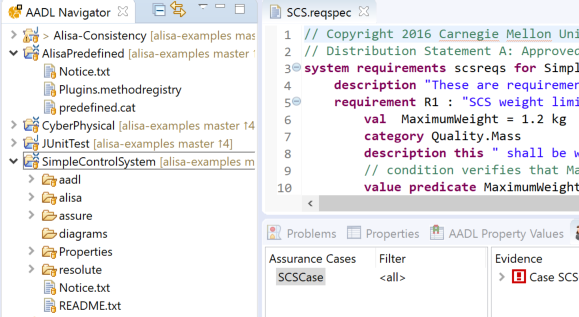 AADL Navigator
> Alisa-Consistency [alisa-examples master ↑
AlisaPredefined [alisa-examples master ↑4]
Notice.txt
Plugins.methodregistry
predefined.cat
CyberPhysical [alisa-examples master ↑4
JUnitTest [alisa-examples master ↑4]
SimpleControlSystem [alisa-examples m
aadl
alisa
assure
diagrams
Properties
resolute
Notice.txt
README.txt
SCS.reqspec
1 // Copyright 2016 Carnegie Mellon Uni
2 // Distribution Statement A: Approved
3 system requirements scsreqs for Simpl
4 description "These are requiremen
5 requirement R1 : "SCS weight limi
6 val MaximumWeight = 1.2 kg
7 category Quality.Mass
8 description this " shall be w
9 // condition verifies that Ma
10 value predicate MaximumWeight
Problems Properties AADL Property Values
Assurance Cases Filter
SCSCase <all>
Evidence
Case SCS